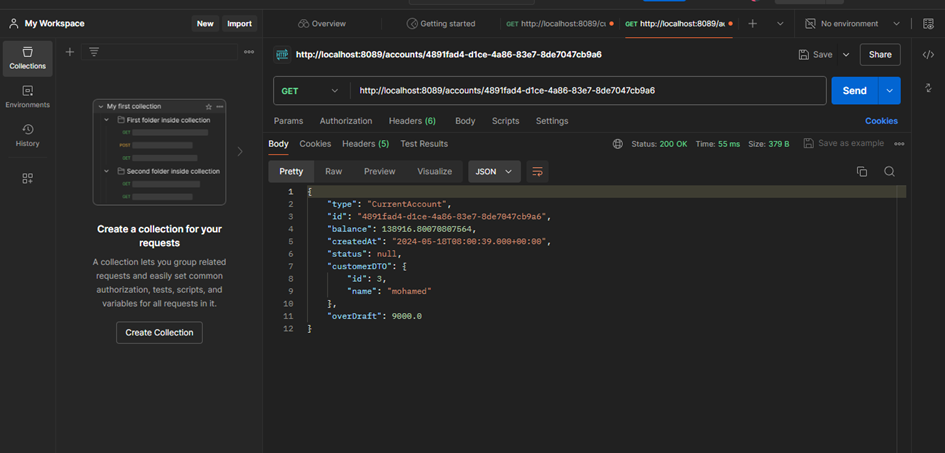 My Workspace
New
Import
Overview
Getting started
GET http://localhost:8089/cu
GET http://localhost:8089/a
No environment
Collections
Environments
History
My first collection
First folder inside collection
GET
POST
GET
Second folder inside collection
GET
GET
Create a collection for your
requests
A collection lets you group related
requests and easily set common
authorization, tests, scripts, and
variables for all requests in it.
Create Collection
HTTP
http://localhost:8089/accounts/4891fad4-d1ce-4a86-83e7-8de7047cb9a6
Save
Share
GET
http://localhost:8089/accounts/4891fad4-d1ce-4a86-83e7-8de7047cb9a6
Send
Params Authorization Headers (6) Body Scripts Settings
Cookies
Body Cookies Headers (5) Test Results
Status: 200 OK Time: 55 ms Size: 379 B
Save as example
Pretty Raw Preview Visualize JSON
1 {
2 "type": "CurrentAccount",
3 "id": "4891fad4-d1ce-4a86-83e7-8de7047cb9a6",
4 "balance": 138916.80070807564,
5 "createdAt": "2024-05-18T08:00:39.000+00:00",
6 "status": null,
7 "customerDTO": {
8 "id": 3,
9 "name": "mohamed"
10 },
11 "overDraft": 9000.0
12 }